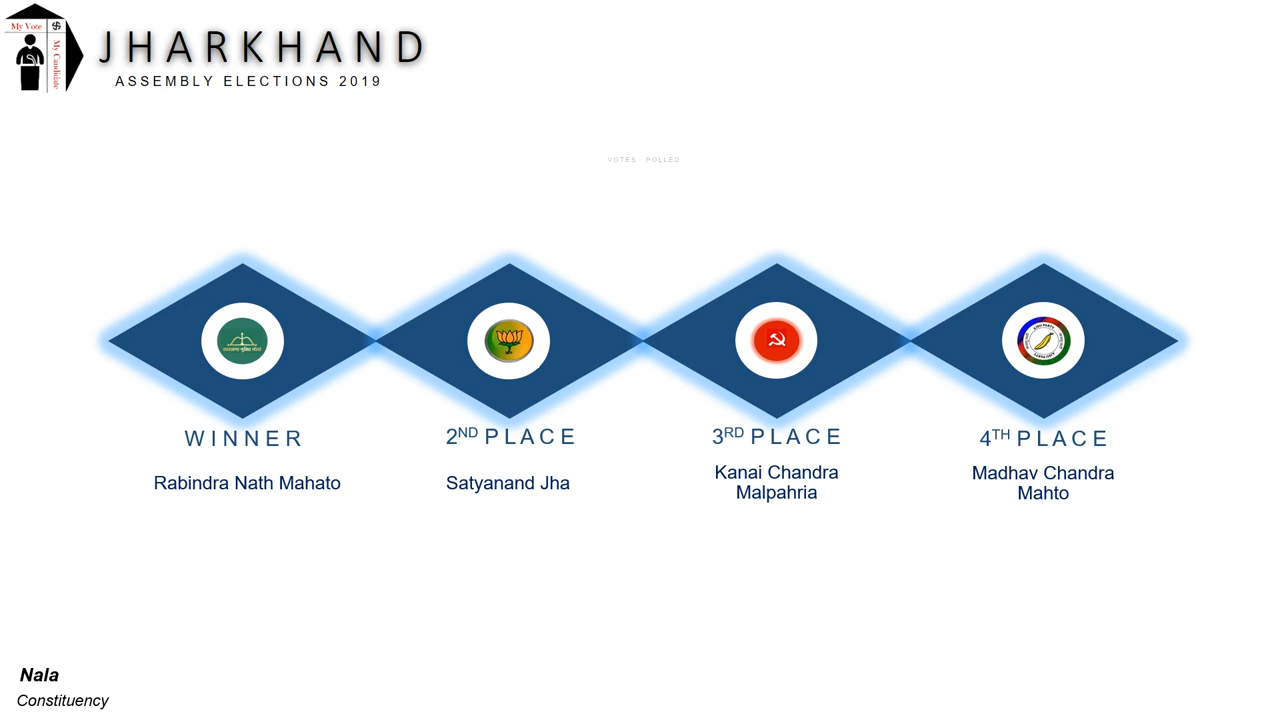 My Vote
My Candidate
JHARKHAND
ASSEMBLY ELECTIONS 2019
VOTES POLLED
WINNER
Rabindra Nath Mahato
2ND PLACE
Satyanand Jha
3RD PLACE
Kanai Chandra
Malpahria
4TH PLACE
Madhav Chandra
Mahto
Nala
Constituency